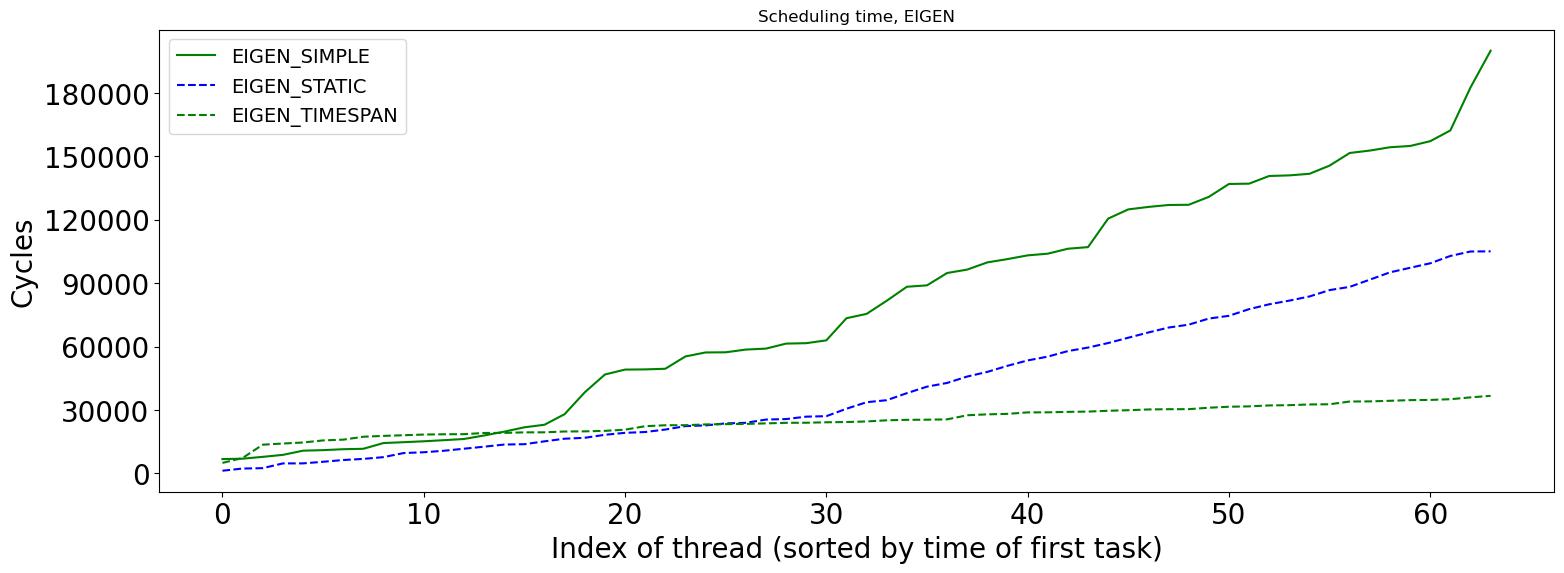 Scheduling time, EIGEN
EIGEN_SIMPLE
EIGEN_STATIC
EIGEN_TIMESPAN
Cycles
180000
150000
120000
90000
60000
30000
0
0 10 20 30 40 50 60
Index of thread (sorted by time of first task)